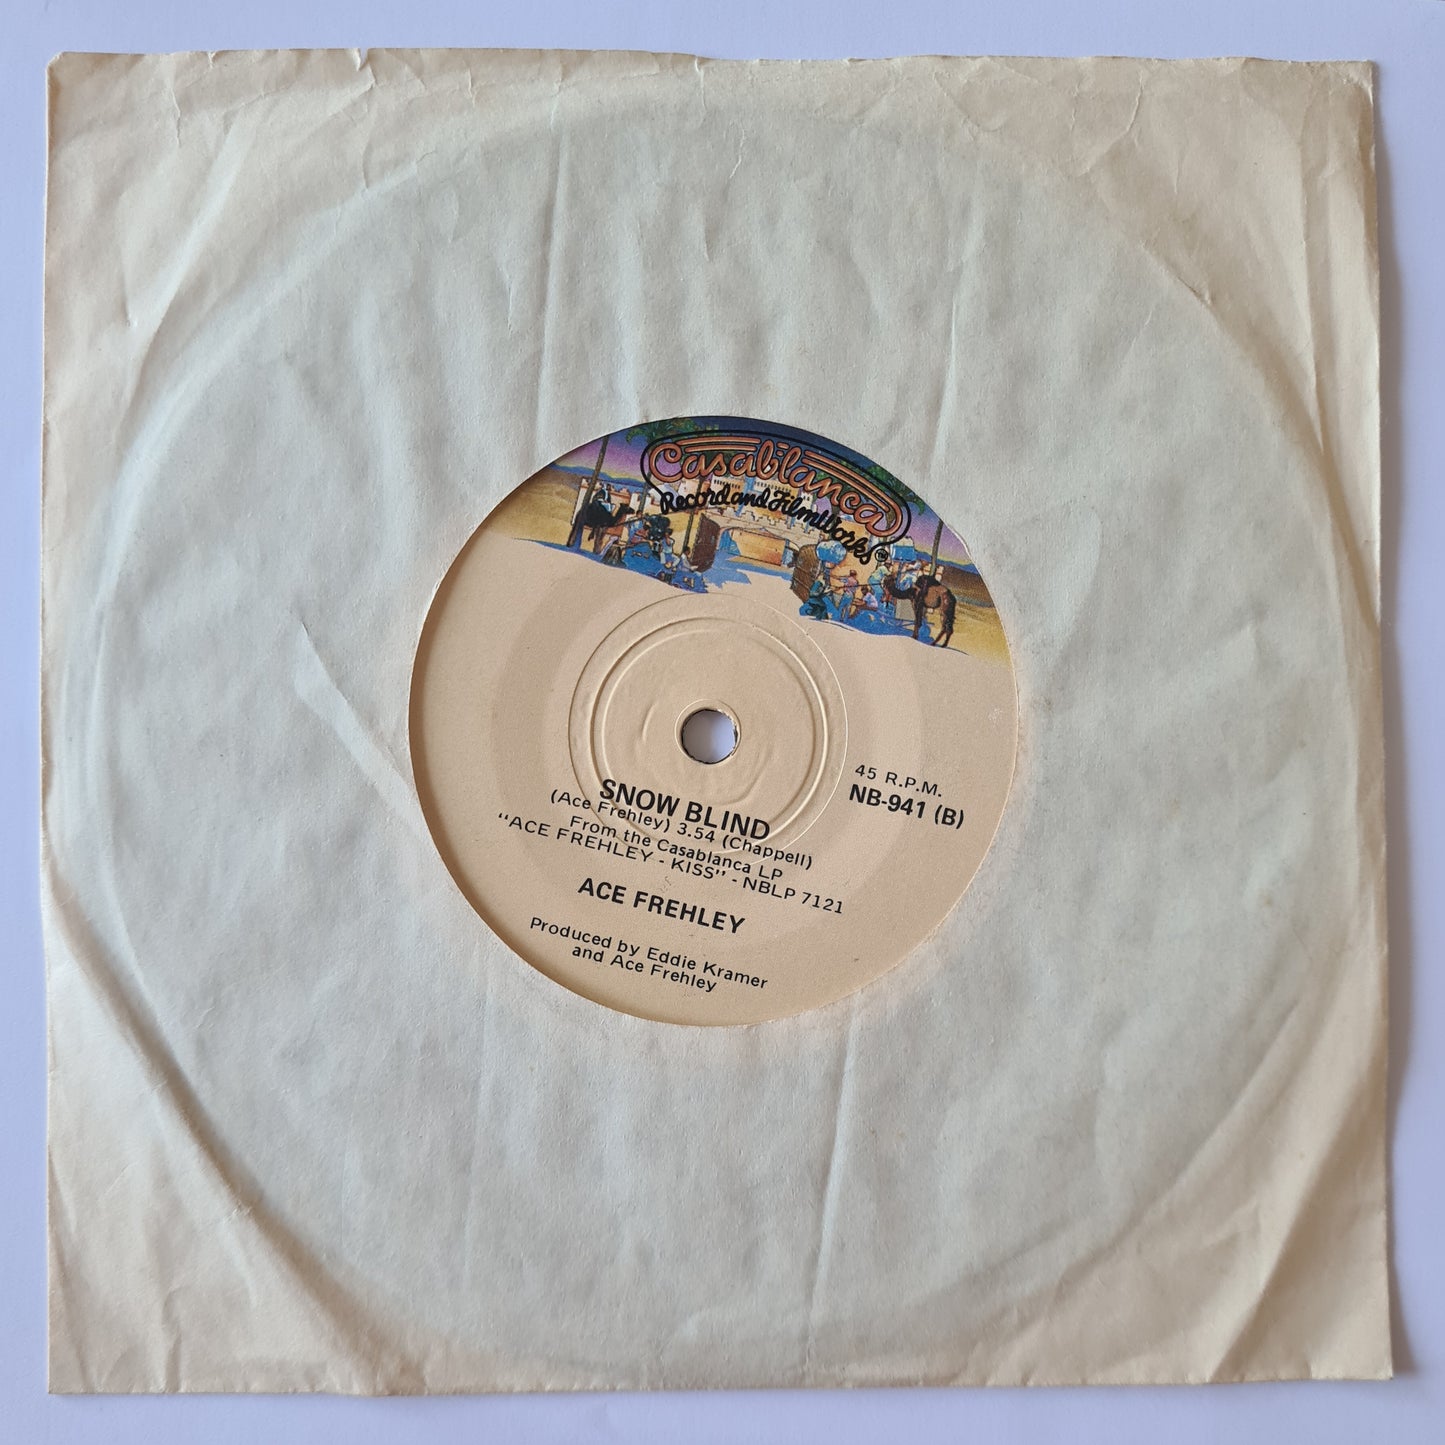 Casablanca
Record and FilmWorks ™
45 R.P.M.
NB-941 (B)
SNOW BLIND
(Ace Frehley) 3.54 (Chappell)
From the Casablanca LP
"ACE FREHLEY - KISS" - NBLP 7121
ACE FREHLEY
Produced by Eddie Kramer
and Ace Frehley